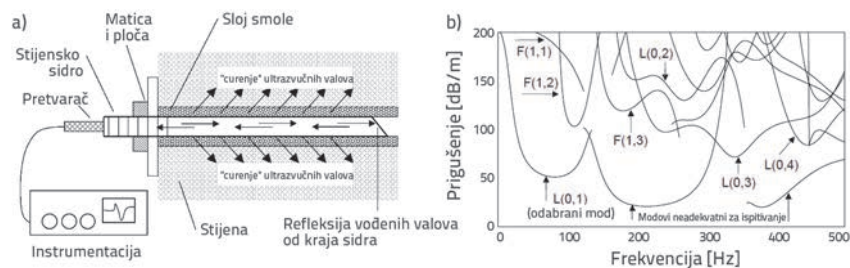 a)
Matica
i ploča
Sloj smole
Stijensko
sidro
Pretvarač
"curenje" ultrazvučnih valova
"curenje" ultrazvučnih valova
Stijena
Refleksija vođenih valova
od kraja sidra
Instrumentacija
b)
Prigušenje [dB/m]
200
150
100
50
0
F(1,1)
F(1,2)
L(0,2)
F(1,3)
L(0,1)
(odabrani mod)
L(0,3)
L(0,4)
Modovi neadekvatni za ispitivanje
0
100
200
300
400
500
Frekvencija [Hz]